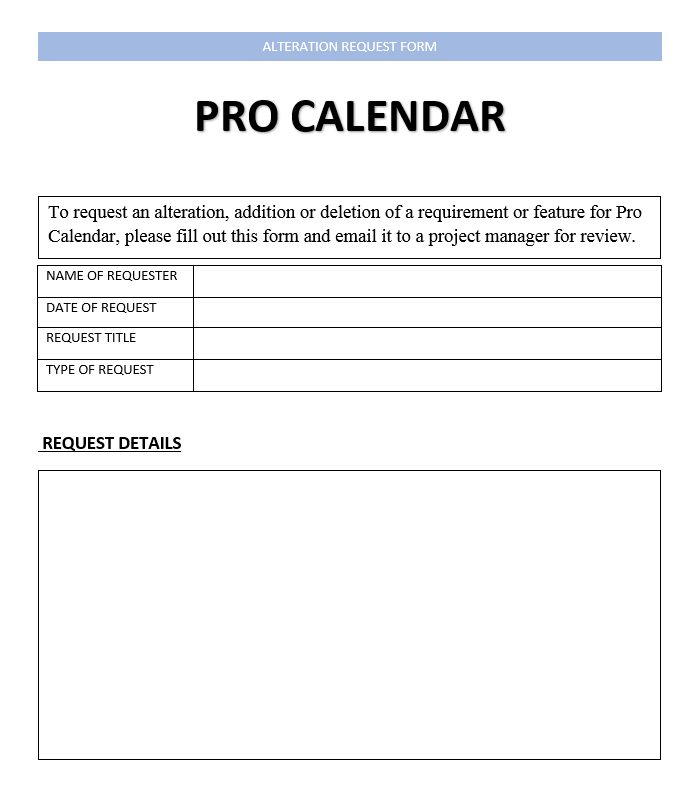 ALTERATION REQUEST FORM
PRO CALENDAR
To request an alteration, addition or deletion of a requirement or feature for Pro
Calendar, please fill out this form and email it to a project manager for review.
NAME OF REQUESTER
DATE OF REQUEST
REQUEST TITLE
TYPE OF REQUEST
REQUEST DETAILS